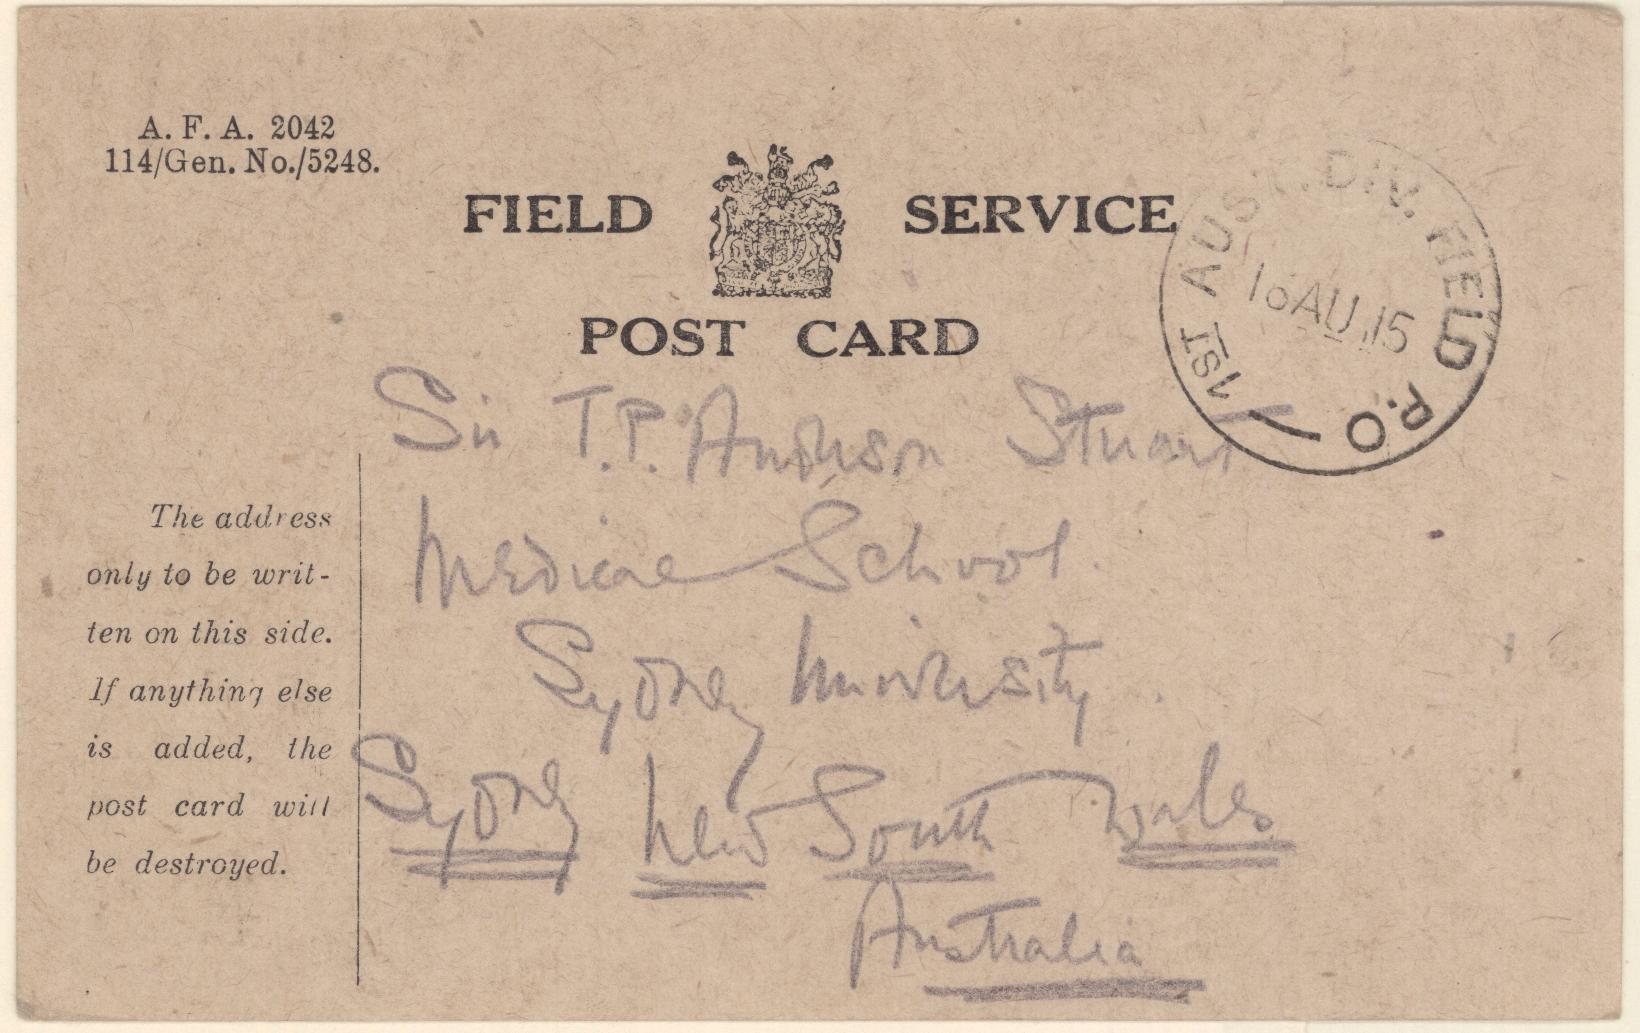 A. F. A. 2042
114/Gen. No./5248.
FIELD SERVICE
POST CARD
1ST AUST. DIV. FIELD P.O
16 AU 15
Sir T.P. Anderson Stuart
Medical School.
Sydney University.
Sydney New South Wales
Australia
The address
only to be writ-
ten on this side.
If anything else
is added, the
post card will
be destroyed.